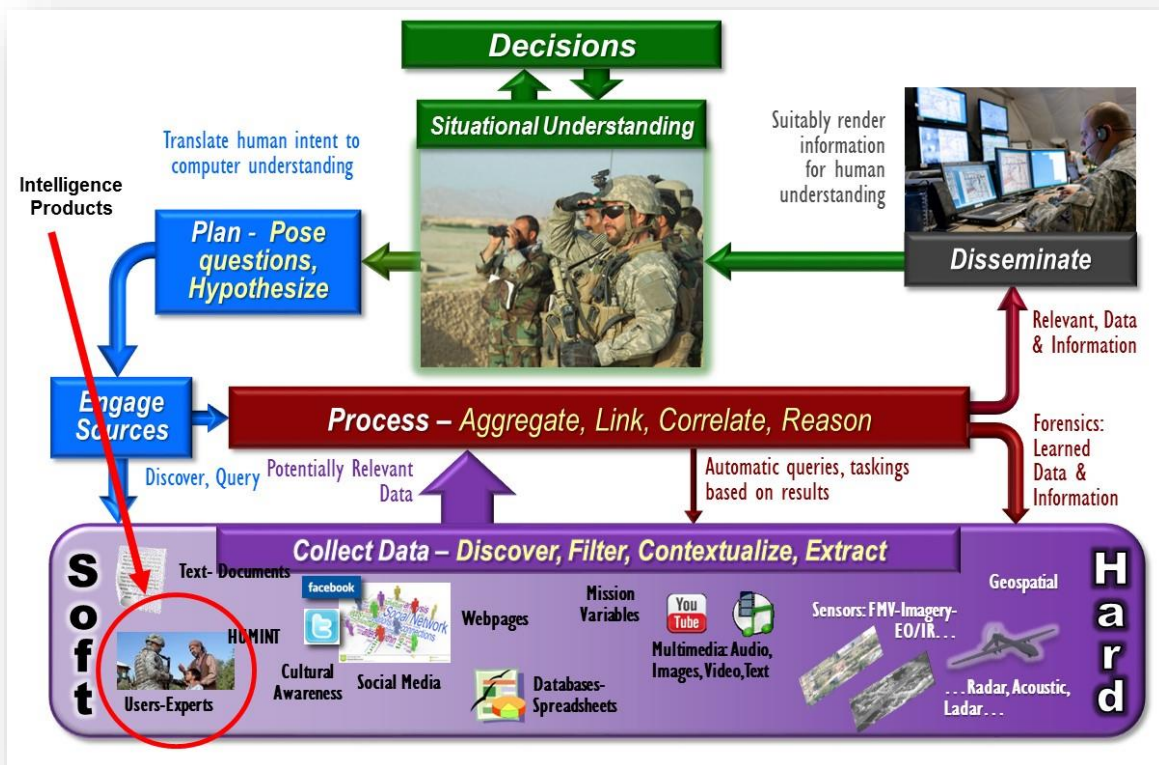 Decisions
Situational Understanding
Translate human intent to
computer understanding
Suitably render
information
for human
understanding
Intelligence
Products
Plan - Pose
questions,
Hypothesize
Disseminate
Relevant, Data
& Information
Engage
Sources
Process – Aggregate, Link, Correlate, Reason
Discover, Query
Potentially Relevant
Data
Automatic queries, taskings
based on results
Forensics:
Learned
Data &
Information
Collect Data – Discover, Filter, Contextualize, Extract
Soft
Hard
Text- Documents
HUMINT
Users-Experts
facebook
Social Network
Cultural
Awareness
Social Media
Webpages
Databases-
Spreadsheets
Mission
Variables
You
Tube
Multimedia: Audio,
Images, Video, Text
Sensors: FMV-Imagery-
EO/IR…
Geospatial
…Radar, Acoustic,
Ladar…